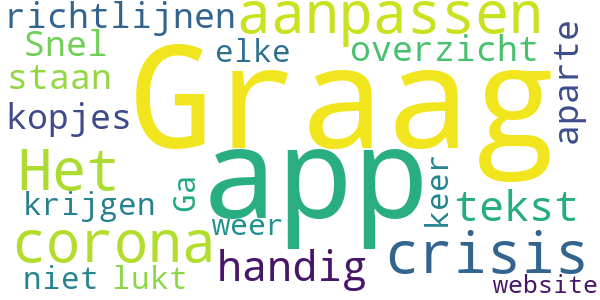 richtlijnen
aanpassen
Snel
elke
overzicht
aparte
staan
Graag
kopjes
Het
app
keer
krijgen
Ga
tekst
weer
corona
crisis
handig
niet
lukt
website